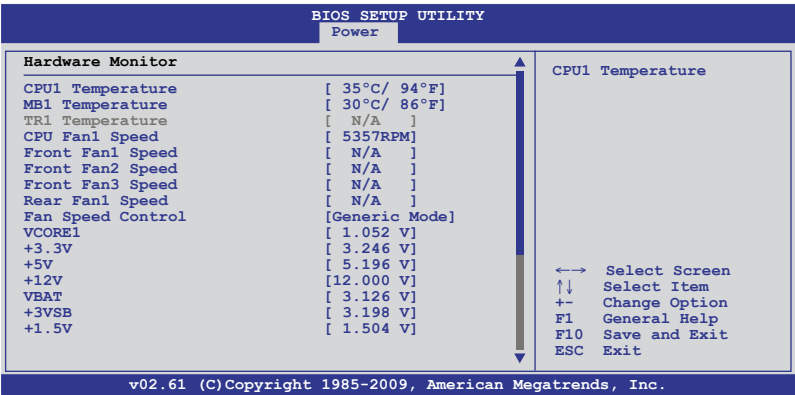 BIOS SETUP UTILITY
Power
Hardware Monitor
CPU1 Temperature [ 35°C/ 94°F]
MB1 Temperature [ 30°C/ 86°F]
TR1 Temperature [ N/A ]
CPU Fan1 Speed [ 5357RPM]
Front Fan1 Speed [ N/A ]
Front Fan2 Speed [ N/A ]
Front Fan3 Speed [ N/A ]
Rear Fan1 Speed [ N/A ]
Fan Speed Control [Generic Mode]
VCORE1 [ 1.052 V]
+3.3V [ 3.246 V]
+5V [ 5.196 V]
+12V [12.000 V]
VBAT [ 3.126 V]
+3VSB [ 3.198 V]
+1.5V [ 1.504 V]
CPU1 Temperature
←→ Select Screen
↑↓ Select Item
+- Change Option
F1 General Help
F10 Save and Exit
ESC Exit
v02.61 (C)Copyright 1985-2009, American Megatrends, Inc.